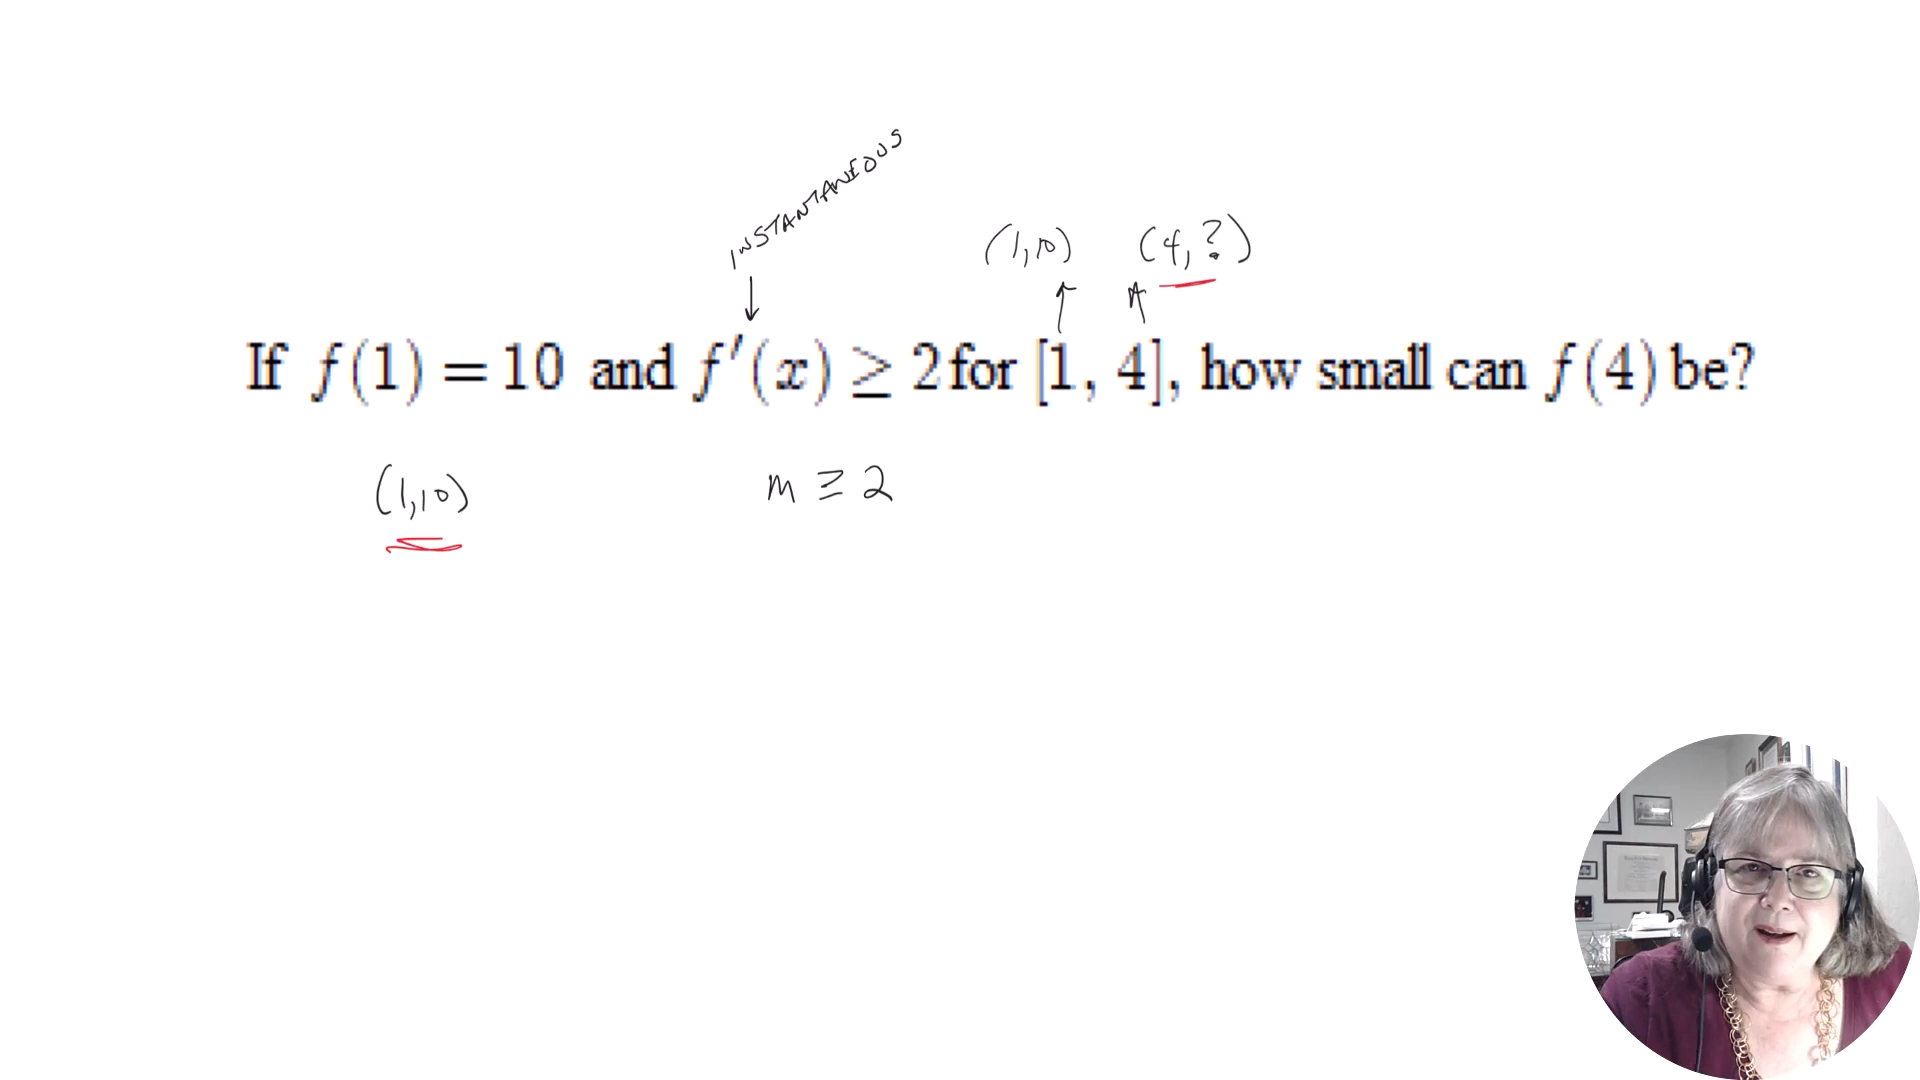 INSTANTANEOUS
(1,10) (4,?)
If f(1) = 10 and f′(x) ≥ 2 for [1, 4], how small can f(4) be?
(1,10) m ≥ 2